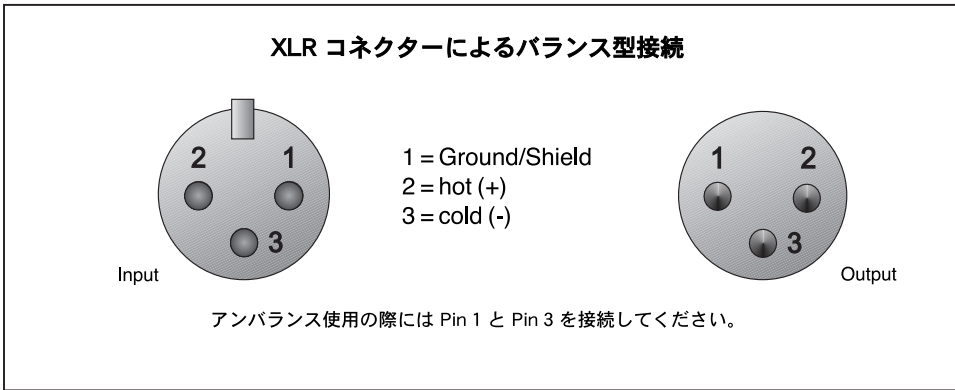 XLR コネクターによるバランス型接続
2 1
3
Input
1 = Ground/Shield
2 = hot (+)
3 = cold (-)
1 2
3
Output
アンバランス使用の際には Pin 1 と Pin 3 を接続してください。